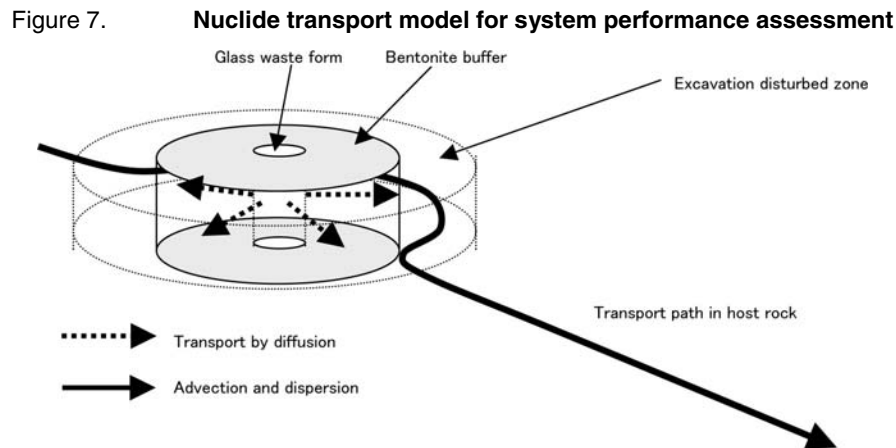 Figure 7. Nuclide transport model for system performance assessment
Glass waste form
Bentonite buffer
Excavation disturbed zone
Transport path in host rock
Transport by diffusion
Advection and dispersion